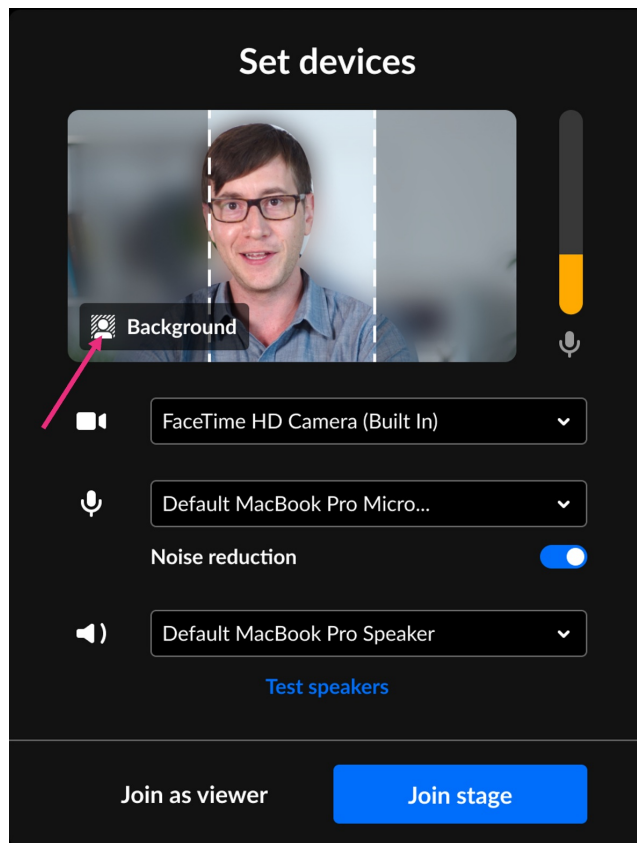 Set devices
Background
FaceTime HD Camera (Built In)
Default MacBook Pro Micro...
Noise reduction
Default MacBook Pro Speaker
Test speakers
Join as viewer
Join stage